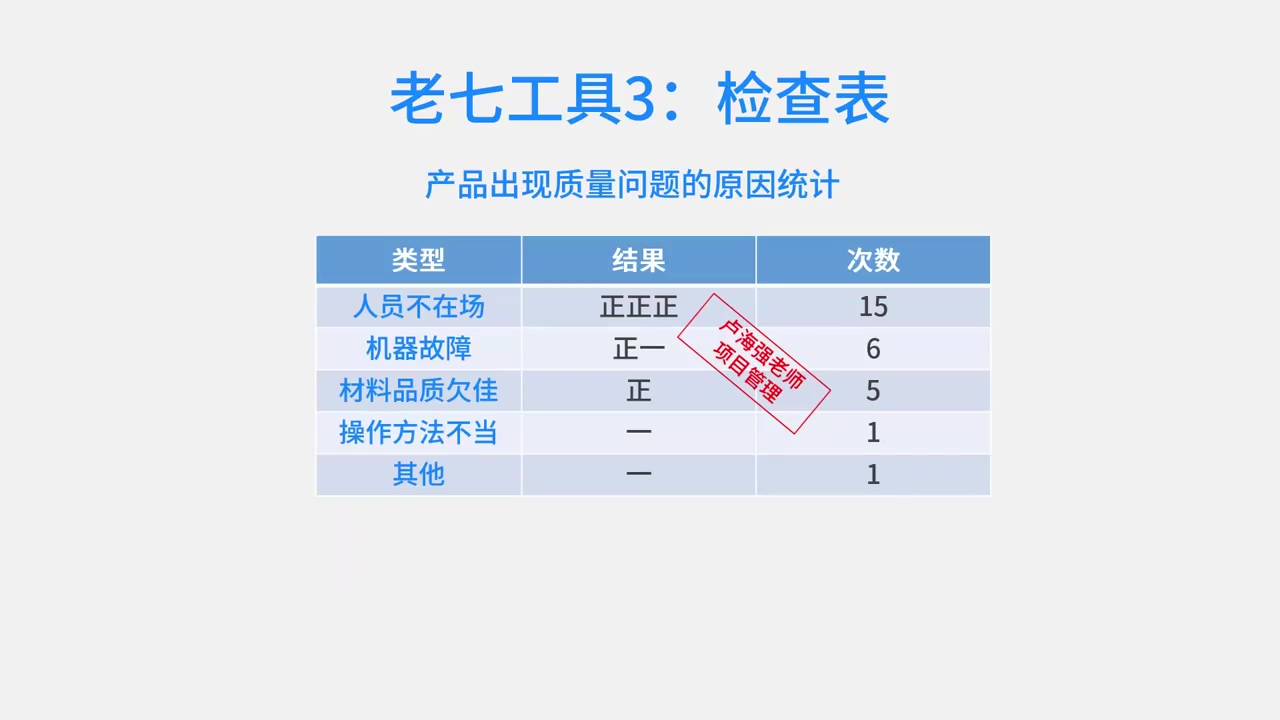 老七工具3：检查表
产品出现质量问题的原因统计
类型 结果 次数
人员不在场 正正正 15
机器故障 正一 6
材料品质欠佳 正 5
操作方法不当 一 1
其他 一 1
卢海强老师
项目管理